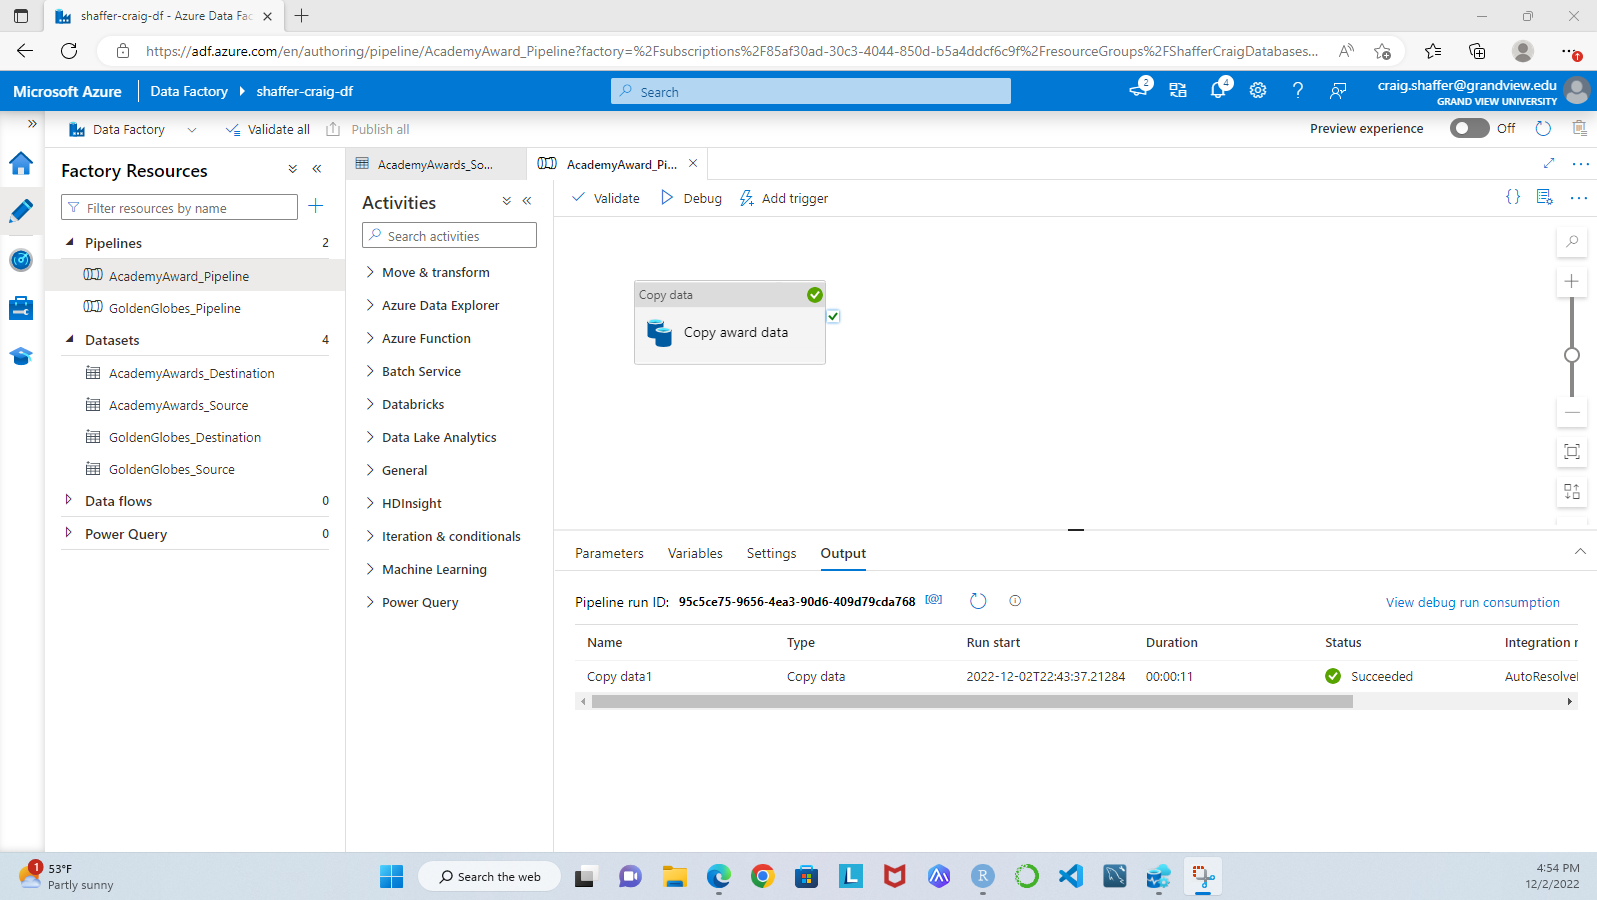 shaffer-craig-df - Azure Data Fac
https://adf.azure.com/en/authoring/pipeline/AcademyAward_Pipeline?factory=%2Fsubscriptions%2F85af30ad-30c3-4044-850d-b5a4ddcf6c9f%2FresourceGroups%2FShafferCraigDatabases...
Microsoft Azure Data Factory shaffer-craig-df
Search
2
4
craig.shaffer@grandview.edu
GRAND VIEW UNIVERSITY
Data Factory Validate all Publish all
Preview experience Off
Factory Resources
Filter resources by name
Pipelines 2
AcademyAward_Pipeline
GoldenGlobes_Pipeline
Datasets 4
AcademyAwards_Destination
AcademyAwards_Source
GoldenGlobes_Destination
GoldenGlobes_Source
Data flows 0
Power Query 0
AcademyAwards_So...
AcademyAward_Pi...
Activities
Search activities
Move & transform
Azure Data Explorer
Azure Function
Batch Service
Databricks
Data Lake Analytics
General
HDInsight
Iteration & conditionals
Machine Learning
Power Query
Validate Debug Add trigger
Copy data
Copy award data
Parameters Variables Settings Output
Pipeline run ID: 95c5ce75-9656-4ea3-90d6-409d79cda768
View debug run consumption
Name Type Run start Duration Status Integration r
Copy data1 Copy data 2022-12-02T22:43:37.21284 00:00:11 Succeeded AutoResolveI
1
53°F
Partly sunny
Search the web
4:54 PM
12/2/2022